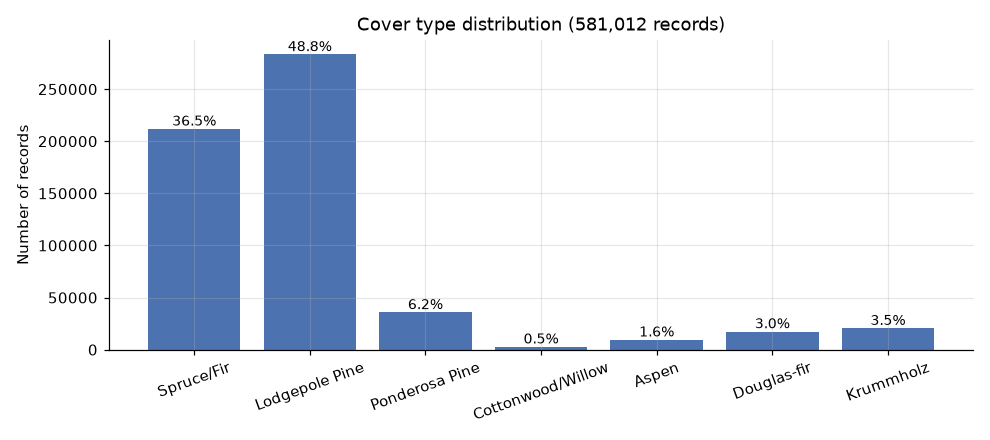 Cover type distribution (581,012 records)
Number of records
250000
200000
150000
100000
50000
0
36.5%
48.8%
6.2%
0.5%
1.6%
3.0%
3.5%
Spruce/Fir
Lodgepole Pine
Ponderosa Pine
Cottonwood/Willow
Aspen
Douglas-fir
Krummholz